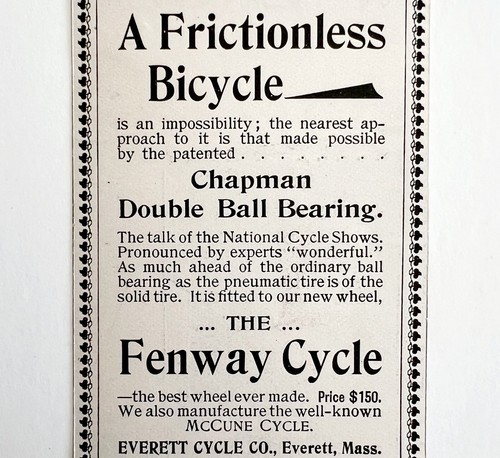 A Frictionless
Bicycle
is an impossibility; the nearest ap-
proach to it is that made possible
by the patented . . . . . . . .
Chapman
Double Ball Bearing.
The talk of the National Cycle Shows.
Pronounced by experts “wonderful.”
As much ahead of the ordinary ball
bearing as the pneumatic tire is of the
solid tire. It is fitted to our new wheel,
... THE ...
Fenway Cycle
—the best wheel ever made. Price $150.
We also manufacture the well-known
McCUNE CYCLE.
EVERETT CYCLE CO., Everett, Mass.